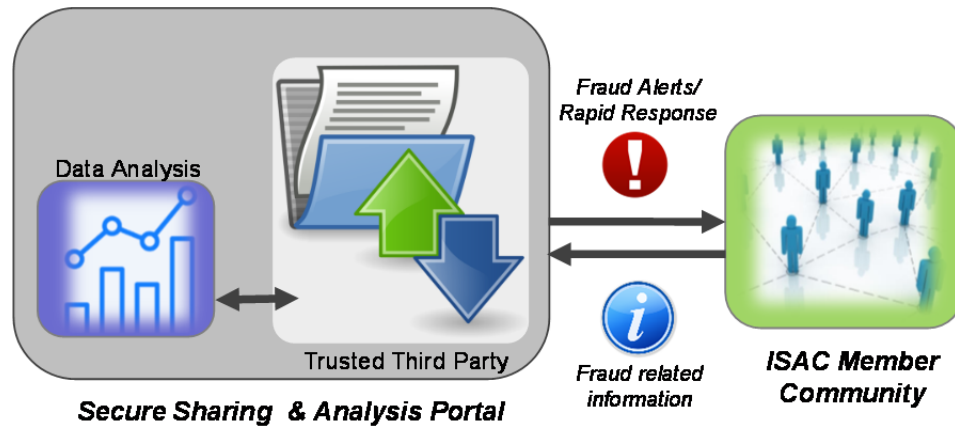 Fraud Alerts/
Rapid Response
Data Analysis
Trusted Third Party
Fraud related
information
ISAC Member
Community
Secure Sharing & Analysis Portal